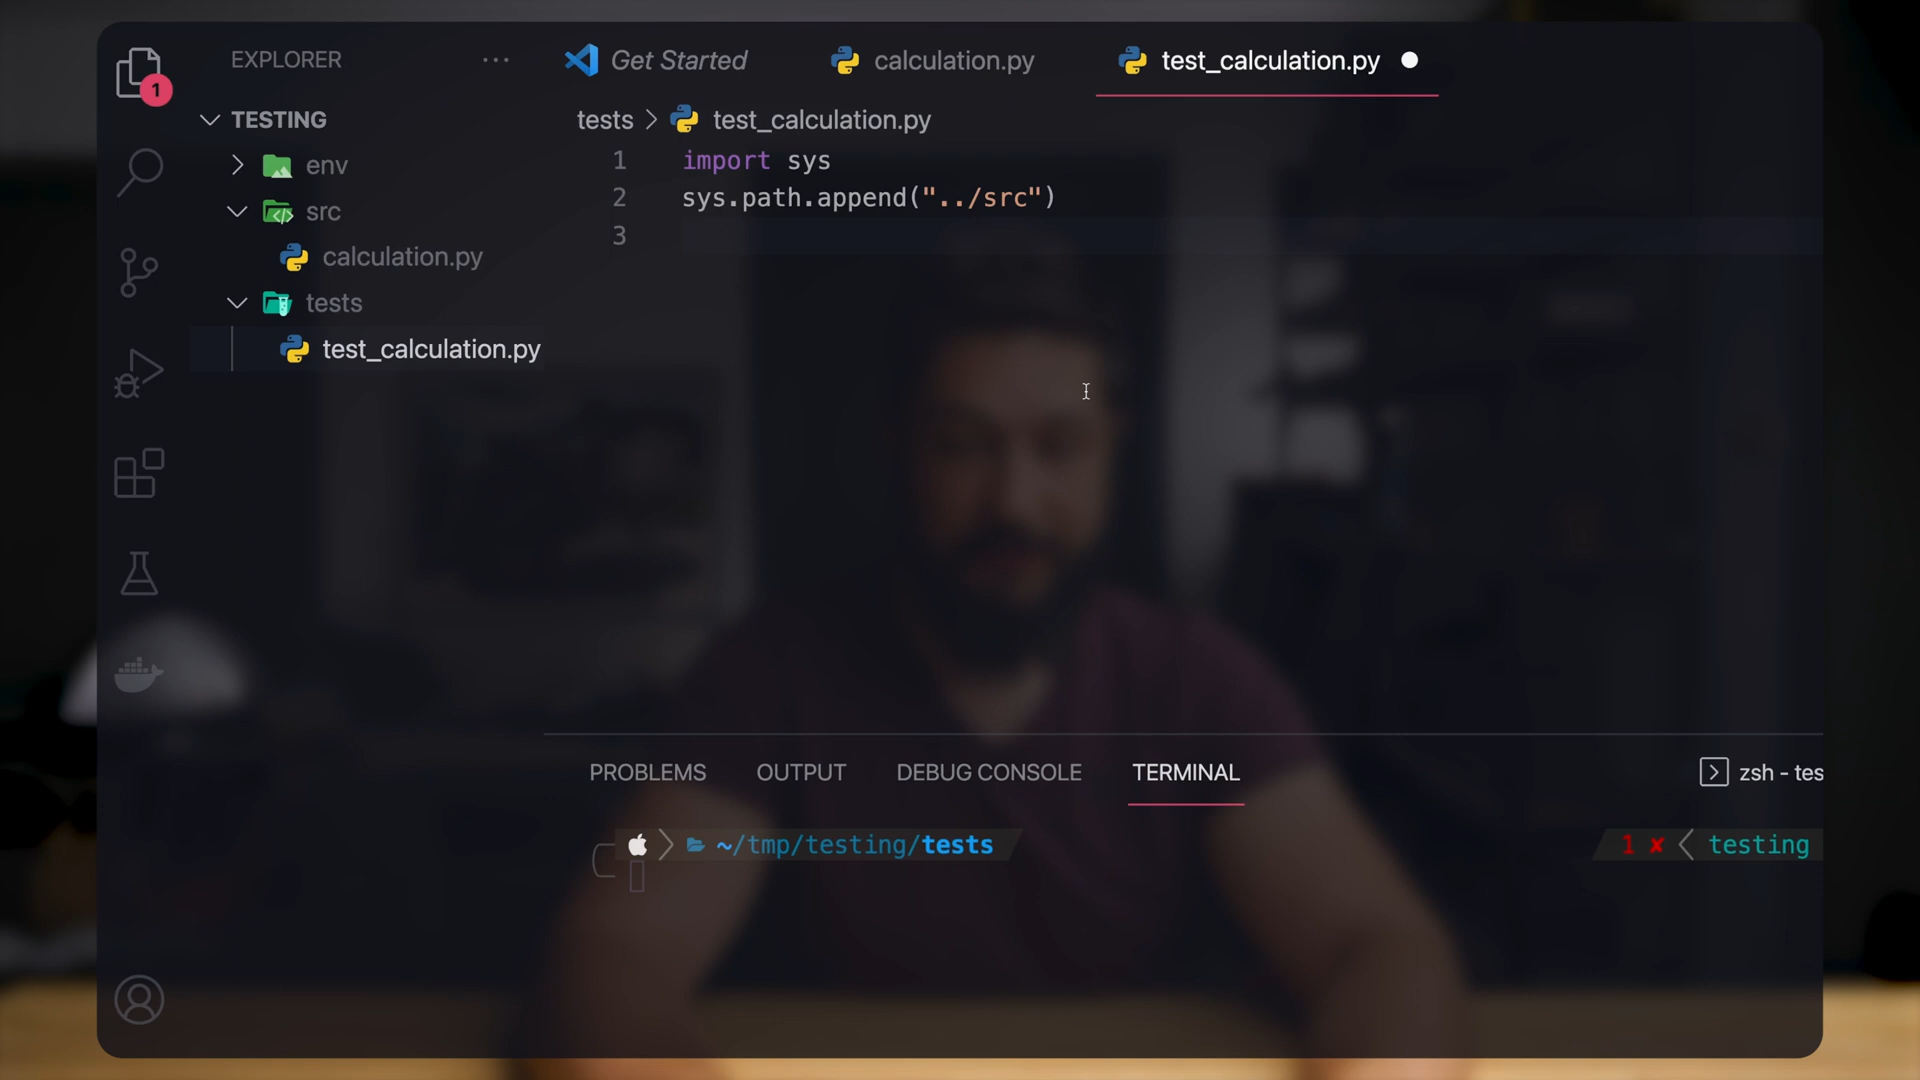 EXPLORER
1
TESTING
env
src
calculation.py
tests
test_calculation.py
Get Started
calculation.py
test_calculation.py
tests > test_calculation.py
1 import sys
2 sys.path.append("../src")
3
PROBLEMS
OUTPUT
DEBUG CONSOLE
TERMINAL
zsh - tes
~/tmp/testing/tests
1 ✘ < testing